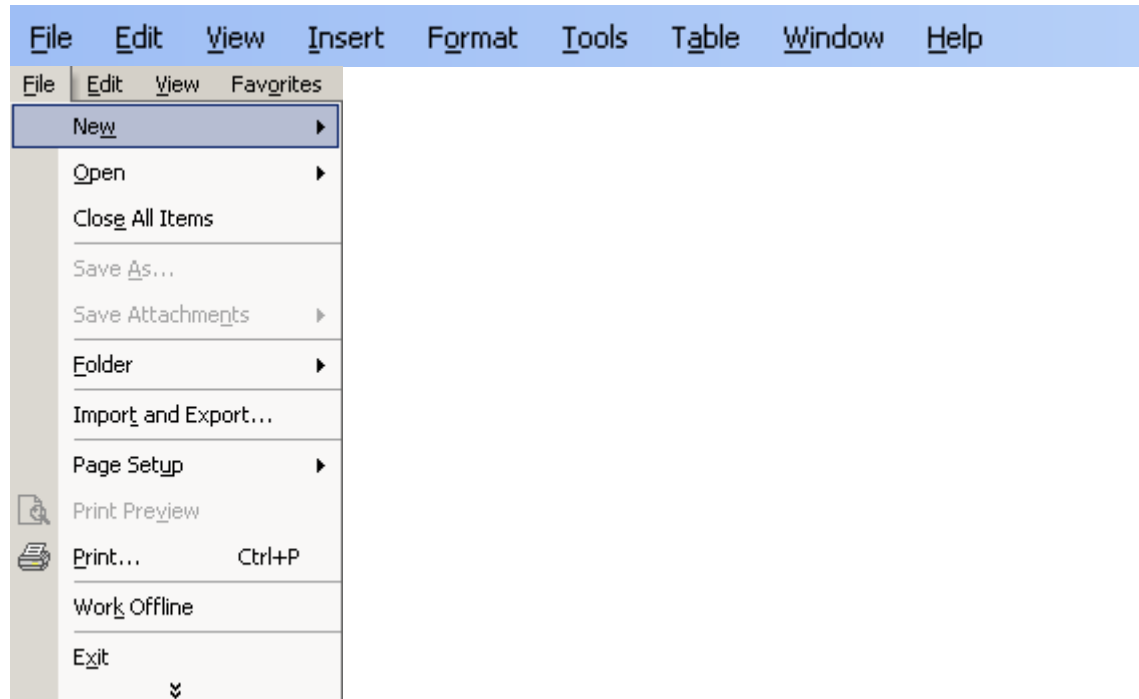 File Edit View Insert Format Tools Table Window Help
File Edit View Favorites
New
Open
Close All Items
Save As...
Save Attachments
Folder
Import and Export...
Page Setup
Print Preview
Print... Ctrl+P
Work Offline
Exit